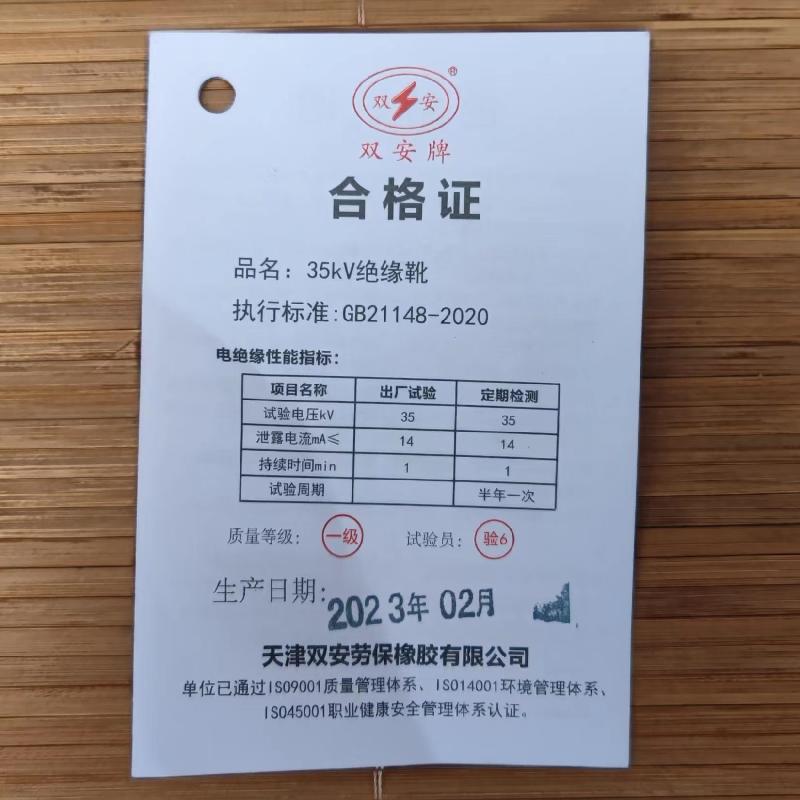 双安®
双安牌
合格证
品名：35kV绝缘靴
执行标准:GB21148-2020
电绝缘性能指标：
项目名称 出厂试验 定期检测
试验电压kV 35 35
泄露电流mA≤ 14 14
持续时间min 1 1
试验周期 半年一次
质量等级： 一级 试验员： 验6
生产日期：2023年02月
天津双安劳保橡胶有限公司
单位已通过ISO9001质量管理体系、ISO14001环境管理体系、
ISO45001职业健康安全管理体系认证。